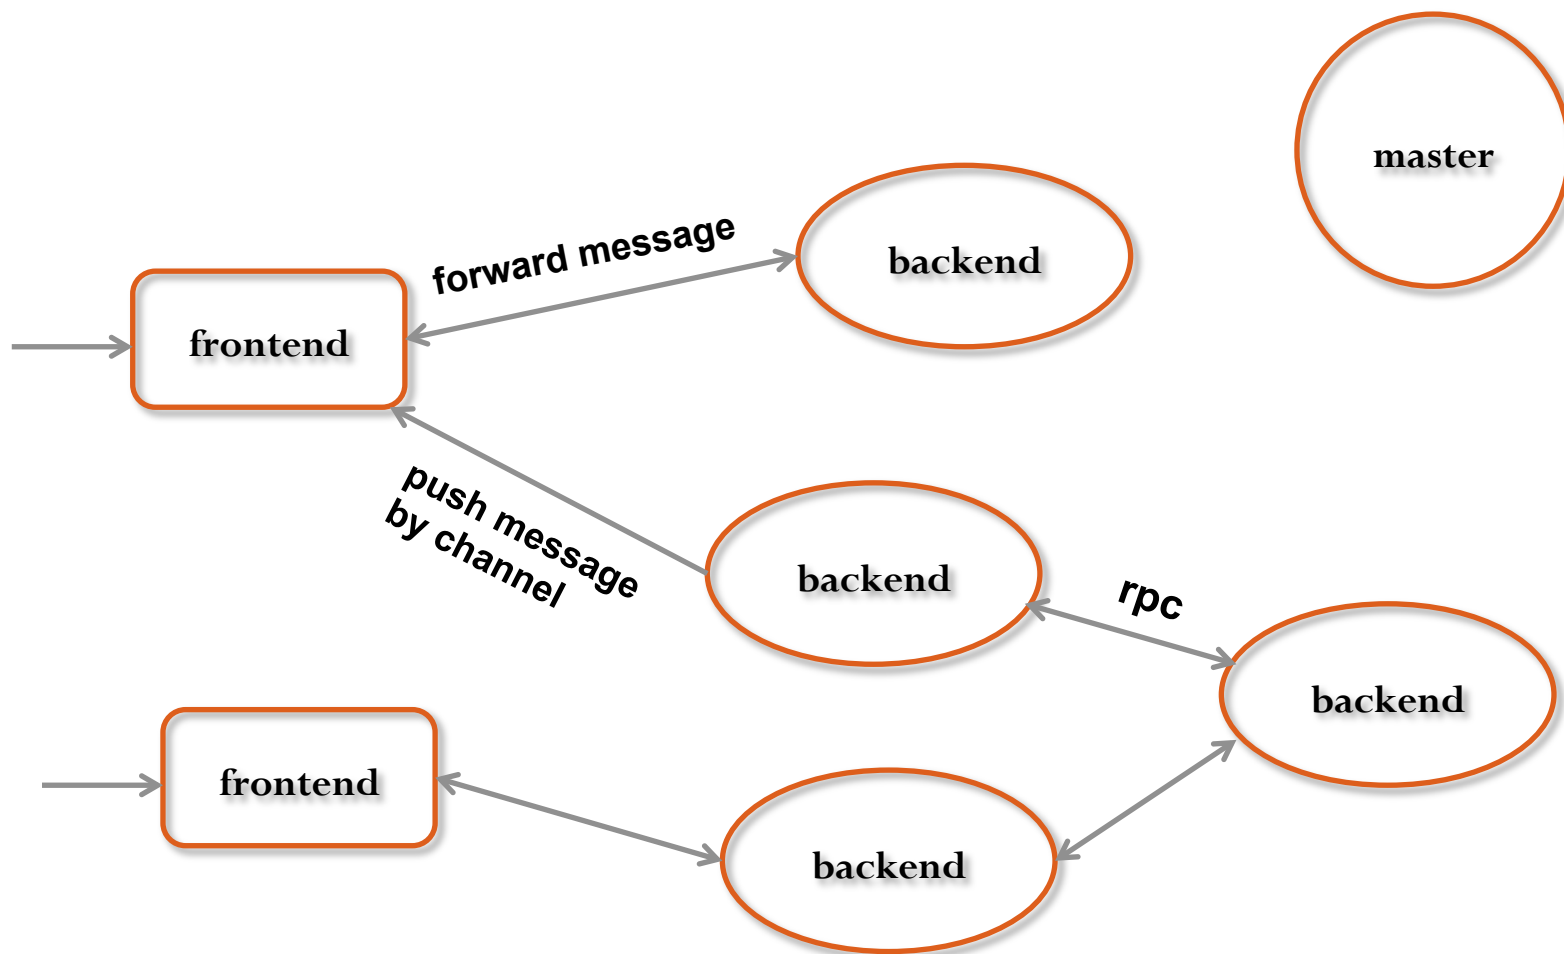 master
forward message
backend
frontend
push message
by channel
backend
rpc
backend
frontend
backend